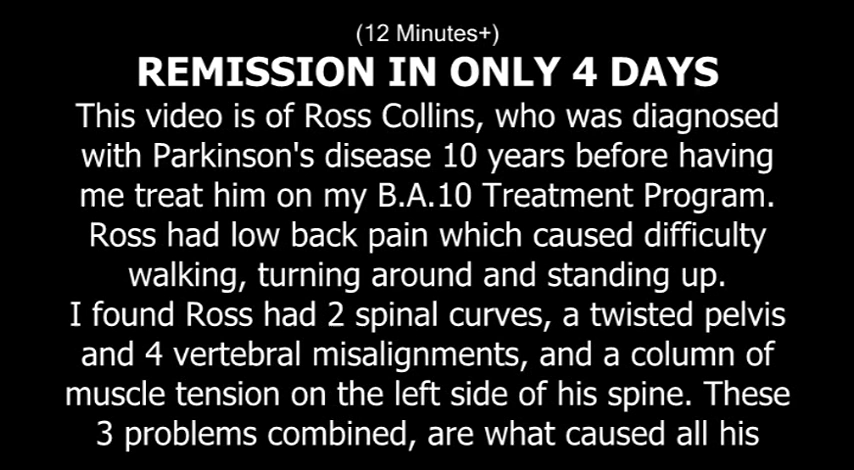 (12 Minutes+)
REMISSION IN ONLY 4 DAYS
This video is of Ross Collins, who was diagnosed
with Parkinson's disease 10 years before having
me treat him on my B.A.10 Treatment Program.
Ross had low back pain which caused difficulty
walking, turning around and standing up.
I found Ross had 2 spinal curves, a twisted pelvis
and 4 vertebral misalignments, and a column of
muscle tension on the left side of his spine. These
3 problems combined, are what caused all his